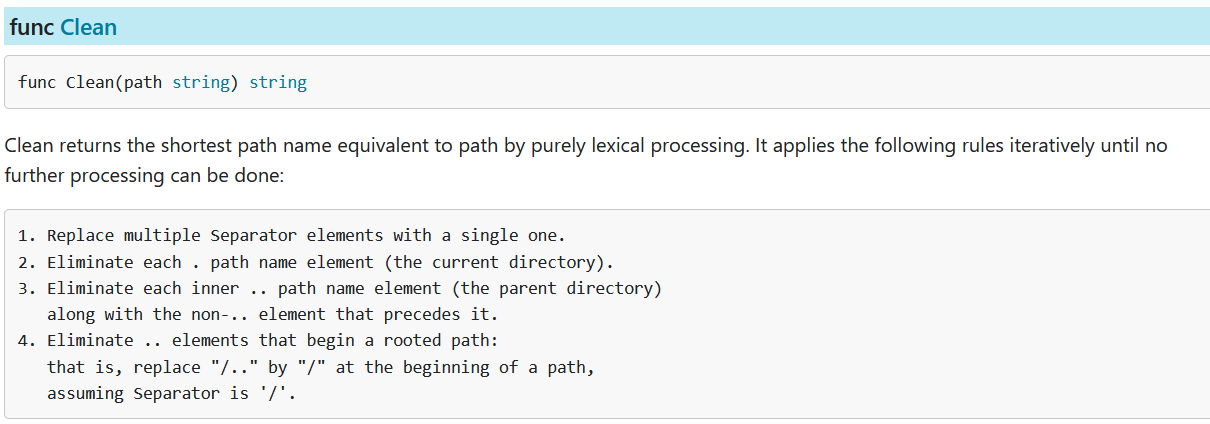 func Clean
func Clean(path string) string
Clean returns the shortest path name equivalent to path by purely lexical processing. It applies the following rules iteratively until no
further processing can be done:
1. Replace multiple Separator elements with a single one.
2. Eliminate each . path name element (the current directory).
3. Eliminate each inner .. path name element (the parent directory)
   along with the non-.. element that precedes it.
4. Eliminate .. elements that begin a rooted path:
   that is, replace "/.." by "/" at the beginning of a path,
   assuming Separator is '/'.